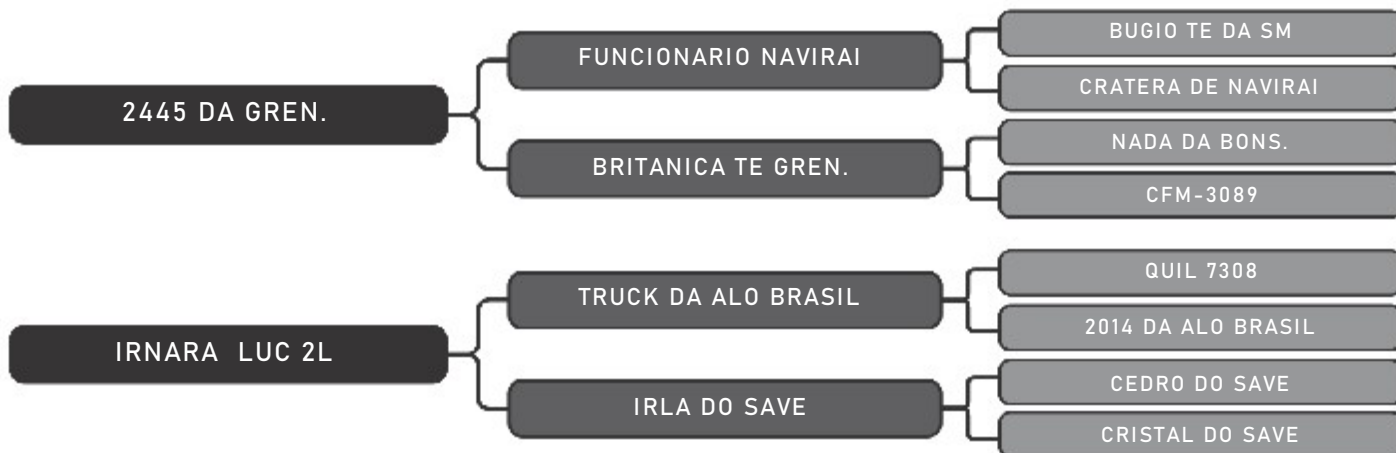 BUGIO TE DA SM
FUNCIONARIO NAVIRAI
CRATERA DE NAVIRAI
2445 DA GREN.
NADA DA BONS.
BRITANICA TE GREN.
CFM-3089
QUIL 7308
TRUCK DA ALO BRASIL
2014 DA ALO BRASIL
IRNARA LUC 2L
CEDRO DO SAVE
IRLA DO SAVE
CRISTAL DO SAVE